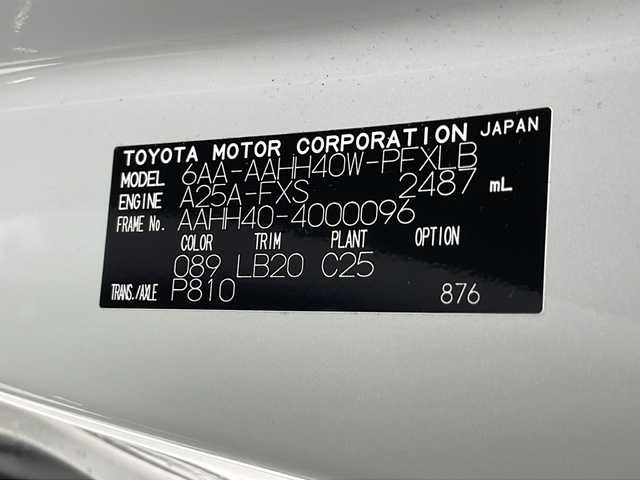 TOYOTA MOTOR CORPORATION JAPAN
MODEL 6AA-AAHH40W-PFXLB
ENGINE A25A-FXS 2487 mL
FRAME No. AAHH40-4000096
COLOR TRIM PLANT OPTION
089 LB20 C25
TRANS./AXLE P810 876